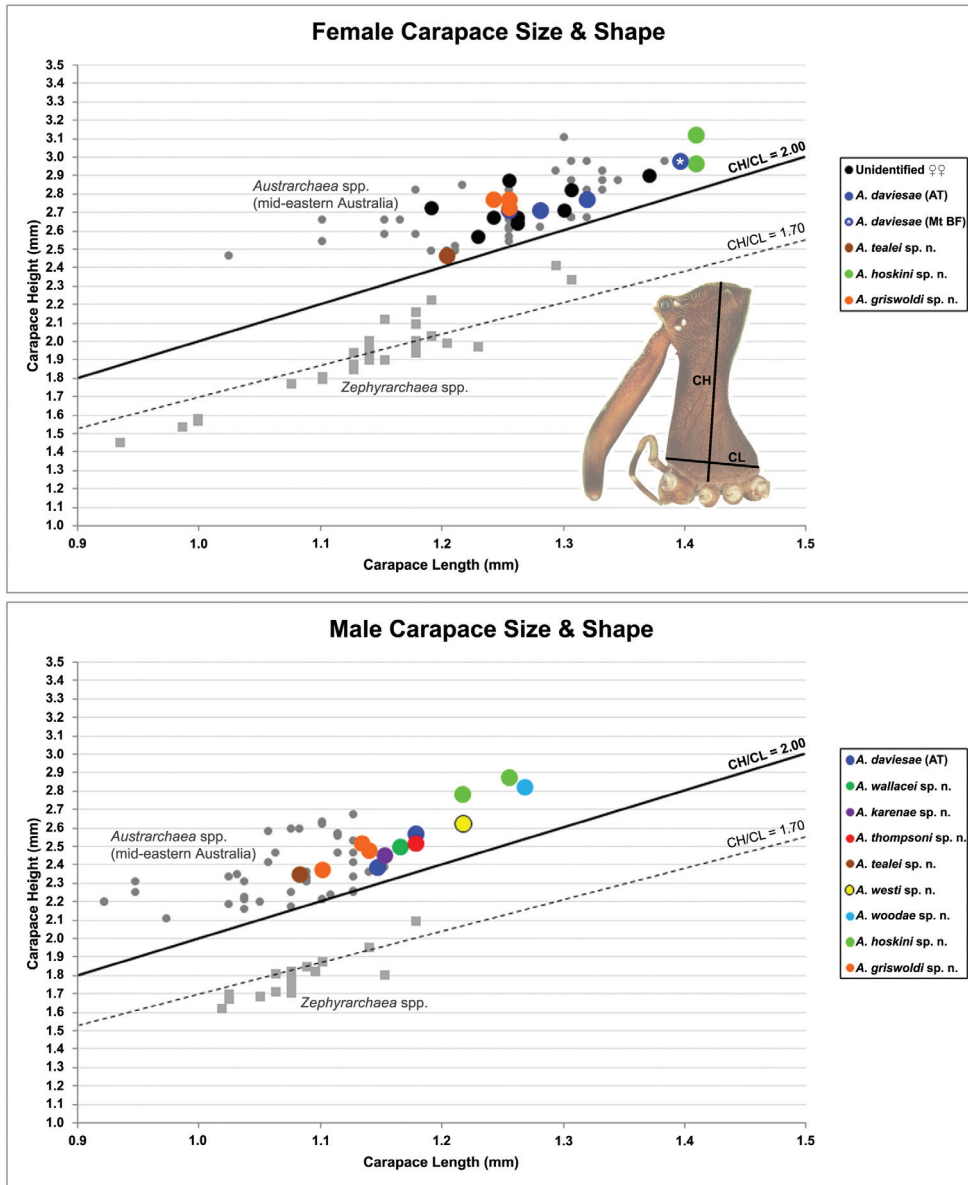 Female Carapace Size & Shape
Carapace Height (mm)
3.5
3.4
3.3
3.2
3.1
3.0
2.9
2.8
2.7
2.6
2.5
2.4
2.3
2.2
2.1
2.0
1.9
1.8
1.7
1.6
1.5
1.4
1.3
1.2
1.1
1.0
Austrarchaea spp.
(mid-eastern Australia)
CH/CL = 2.00
CH/CL = 1.70
Zephyrarchaea spp.
CH
CL
0.9
1.0
1.1
1.2
1.3
1.4
1.5
Carapace Length (mm)
Unidentified ♀♀
A. daviesae (AT)
A. daviesae (Mt BF)
A. tealei sp. n.
A. hoskini sp. n.
A. griswoldi sp. n.
Male Carapace Size & Shape
Carapace Height (mm)
3.5
3.4
3.3
3.2
3.1
3.0
2.9
2.8
2.7
2.6
2.5
2.4
2.3
2.2
2.1
2.0
1.9
1.8
1.7
1.6
1.5
1.4
1.3
1.2
1.1
1.0
Austrarchaea spp.
(mid-eastern Australia)
CH/CL = 2.00
CH/CL = 1.70
Zephyrarchaea spp.
0.9
1.0
1.1
1.2
1.3
1.4
1.5
Carapace Length (mm)
A. daviesae (AT)
A. wallacei sp. n.
A. karenae sp. n.
A. thompsoni sp. n.
A. tealei sp. n.
A. westi sp. n.
A. woodae sp. n.
A. hoskini sp. n.
A. griswoldi sp. n.